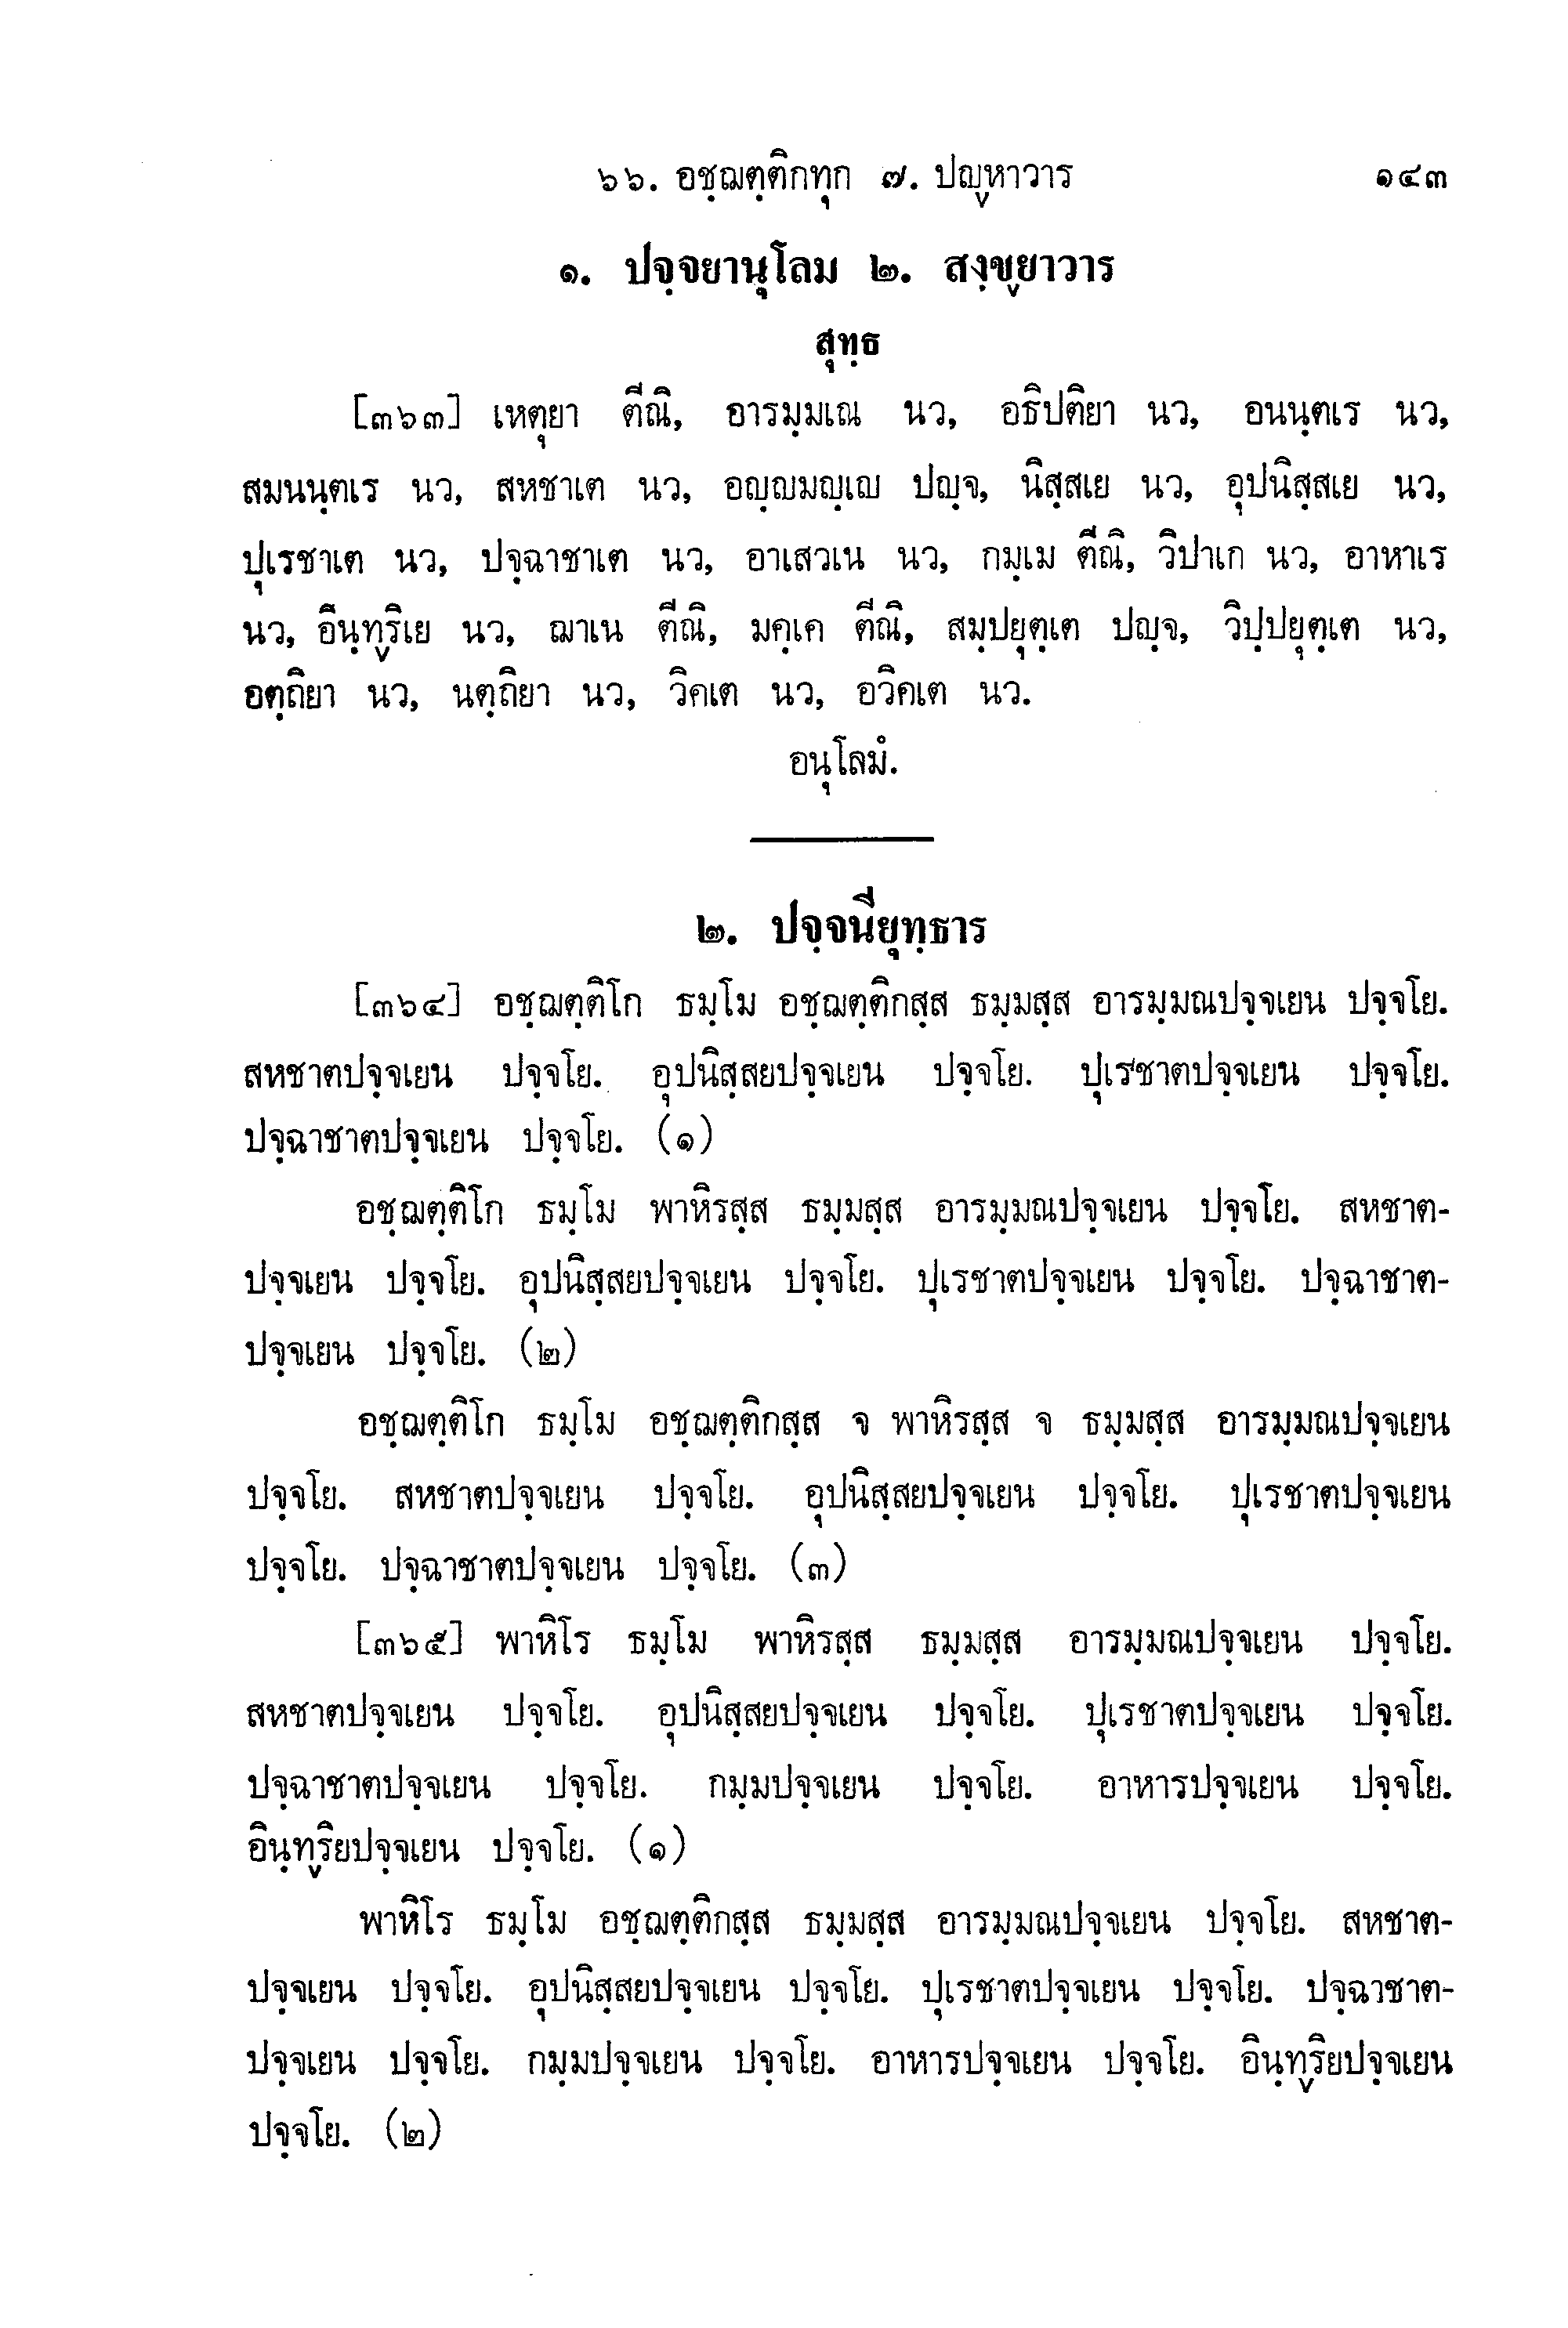 ๖๖. อชฺฌตฺติกทุก ๗. ปญฺหาวาร ๑๔๓
๑. ปจฺจยานุโลม ๒. สงฺขฺยาวาร
สุทฺธ
[๓๖๓] เหตุยา ตีณิ, อารมฺมเณ นว, อธิปติยา นว, อนนฺตเร นว,
สมนนฺตเร นว, สหชาเต นว, อญฺญมญฺเญ ปญฺจ, นิสฺสเย นว, อุปนิสฺสเย นว,
ปุเรชาเต นว, ปจฺฉาชาเต นว, อาเสวเน นว, กมฺเม ตีณิ, วิปาเก นว, อาหาเร
นว, อินฺทฺริเย นว, ฌาเน ตีณิ, มคฺเค ตีณิ, สมฺปยุตฺเต ปญฺจ, วิปฺปยุตฺเต นว,
อตฺถิยา นว, นตฺถิยา นว, วิคเต นว, อวิคเต นว.
อนุโลมํ.
๒. ปจฺจนียุทฺธาร
[๓๖๔] อชฺฌตฺติโก ธมฺโม อชฺฌตฺติกสฺส ธมฺมสฺส อารมฺมณปจฺจเยน ปจฺจโย.
สหชาตปจฺจเยน ปจฺจโย. อุปนิสฺสยปจฺจเยน ปจฺจโย. ปุเรชาตปจฺจเยน ปจฺจโย.
ปจฺฉาชาตปจฺจเยน ปจฺจโย. (๑)
อชฺฌตฺติโก ธมฺโม พาหิรสฺส ธมฺมสฺส อารมฺมณปจฺจเยน ปจฺจโย. สหชาต-
ปจฺจเยน ปจฺจโย. อุปนิสฺสยปจฺจเยน ปจฺจโย. ปุเรชาตปจฺจเยน ปจฺจโย. ปจฺฉาชาต-
ปจฺจเยน ปจฺจโย. (๒)
อชฺฌตฺติโก ธมฺโม อชฺฌตฺติกสฺส จ พาหิรสฺส จ ธมฺมสฺส อารมฺมณปจฺจเยน
ปจฺจโย. สหชาตปจฺจเยน ปจฺจโย. อุปนิสฺสยปจฺจเยน ปจฺจโย. ปุเรชาตปจฺจเยน
ปจฺจโย. ปจฺฉาชาตปจฺจเยน ปจฺจโย. (๓)
[๓๖๕] พาหิโร ธมฺโม พาหิรสฺส ธมฺมสฺส อารมฺมณปจฺจเยน ปจฺจโย.
สหชาตปจฺจเยน ปจฺจโย. อุปนิสฺสยปจฺจเยน ปจฺจโย. ปุเรชาตปจฺจเยน ปจฺจโย.
ปจฺฉาชาตปจฺจเยน ปจฺจโย. กมฺมปจฺจเยน ปจฺจโย. อาหารปจฺจเยน ปจฺจโย.
อินฺทฺริยปจฺจเยน ปจฺจโย. (๑)
พาหิโร ธมฺโม อชฺฌตฺติกสฺส ธมฺมสฺส อารมฺมณปจฺจเยน ปจฺจโย. สหชาต-
ปจฺจเยน ปจฺจโย. อุปนิสฺสยปจฺจเยน ปจฺจโย. ปุเรชาตปจฺจเยน ปจฺจโย. ปจฺฉาชาต-
ปจฺจเยน ปจฺจโย. กมฺมปจฺจเยน ปจฺจโย. อาหารปจฺจเยน ปจฺจโย. อินฺทฺริยปจฺจเยน
ปจฺจโย. (๒)